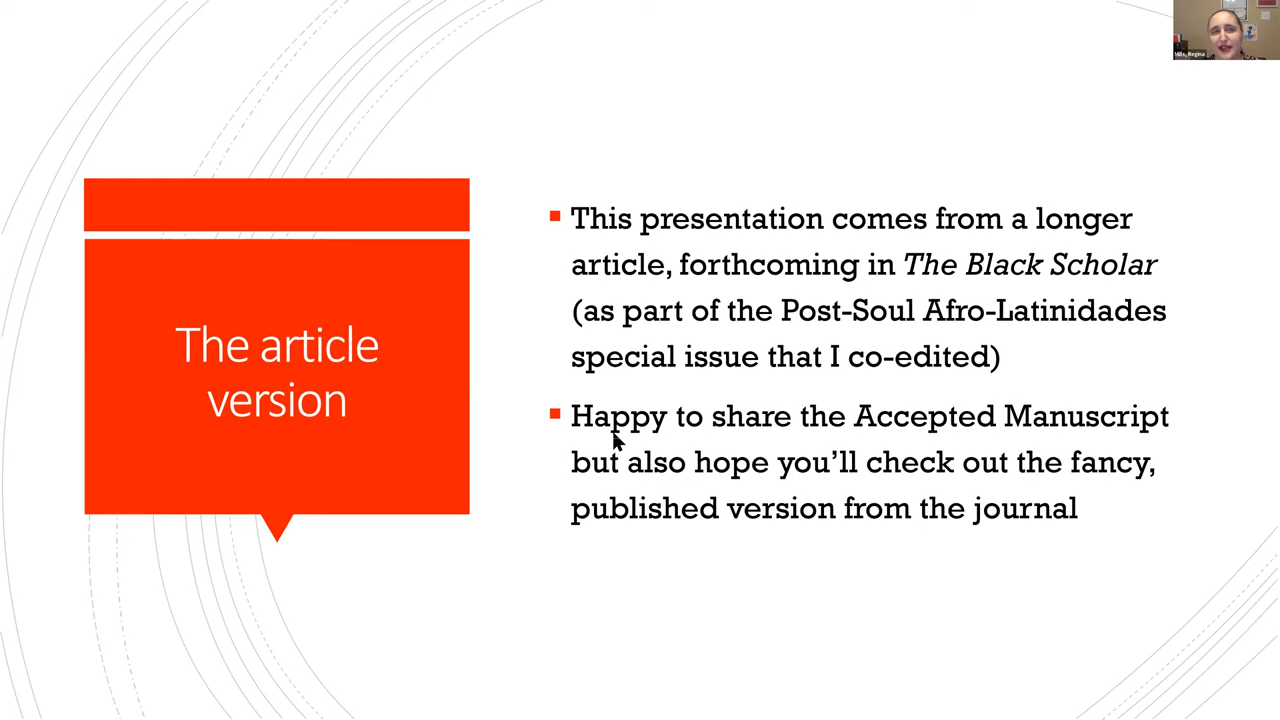 Mills, Regina
The article
version
This presentation comes from a longer
article, forthcoming in The Black Scholar
(as part of the Post-Soul Afro-Latinidades
special issue that I co-edited)
Happy to share the Accepted Manuscript
but also hope you’ll check out the fancy,
published version from the journal